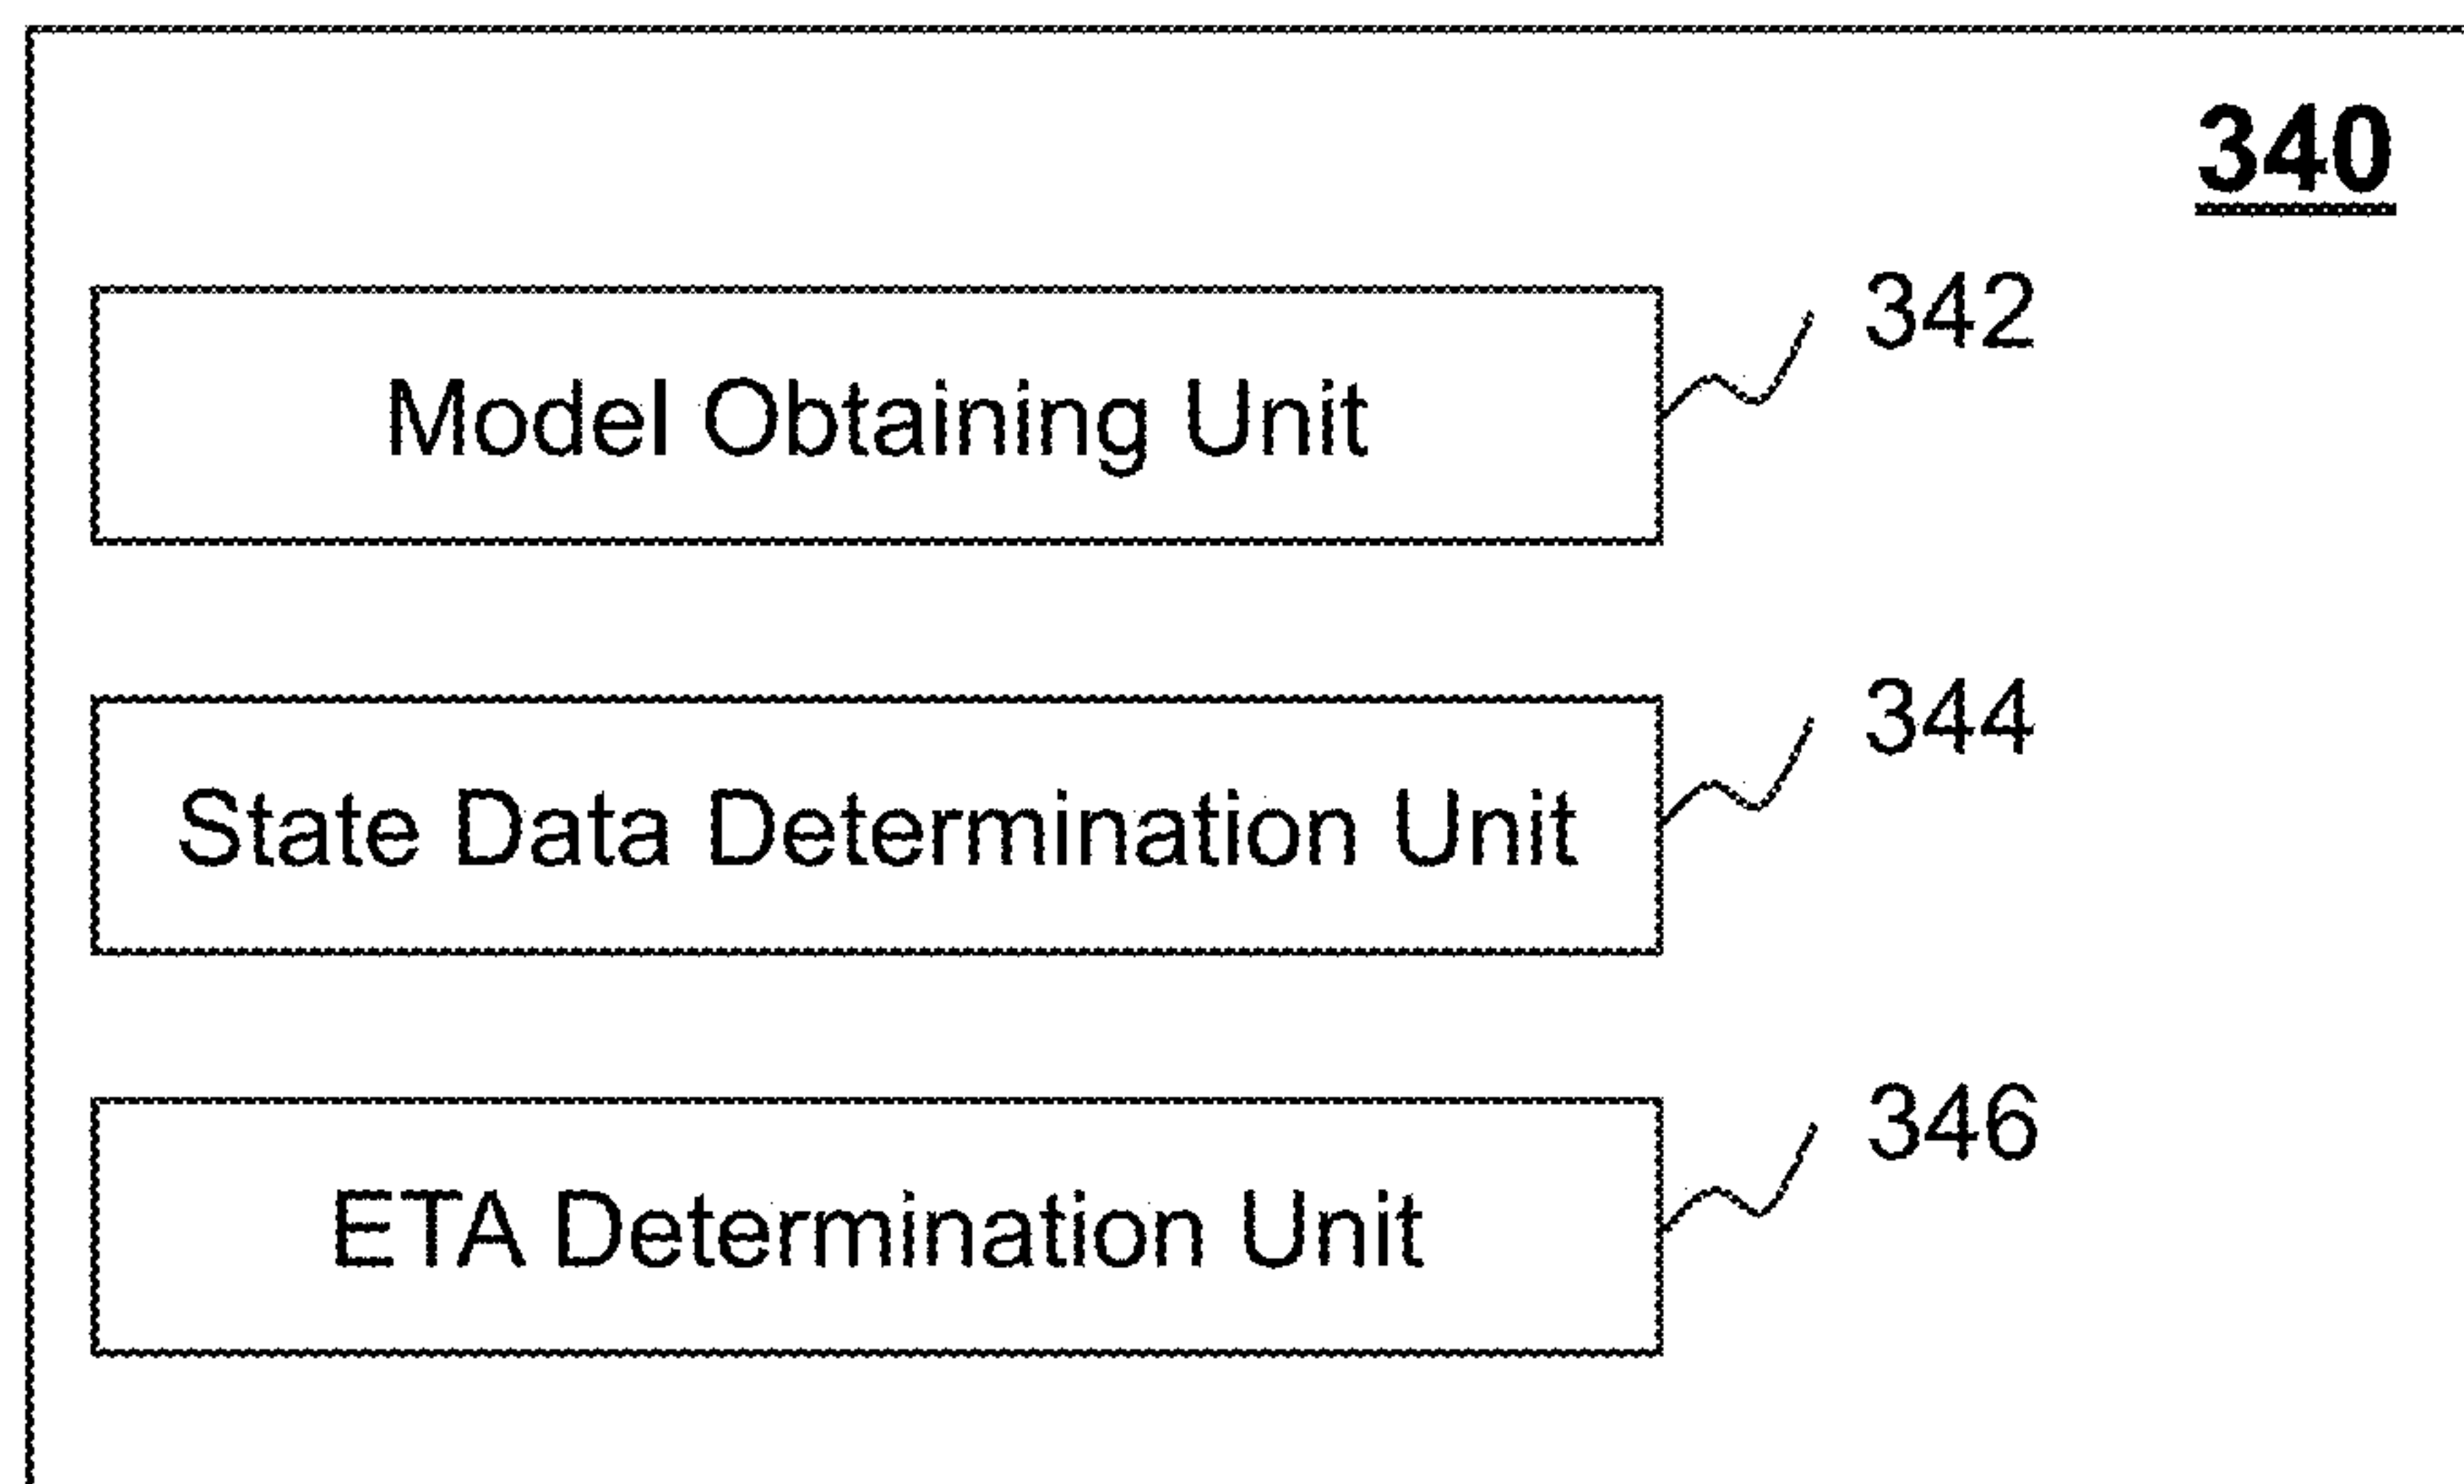 340
342
Model Obtaining Unit
344
State Data Determination Unit
346
ETA Determination Unit